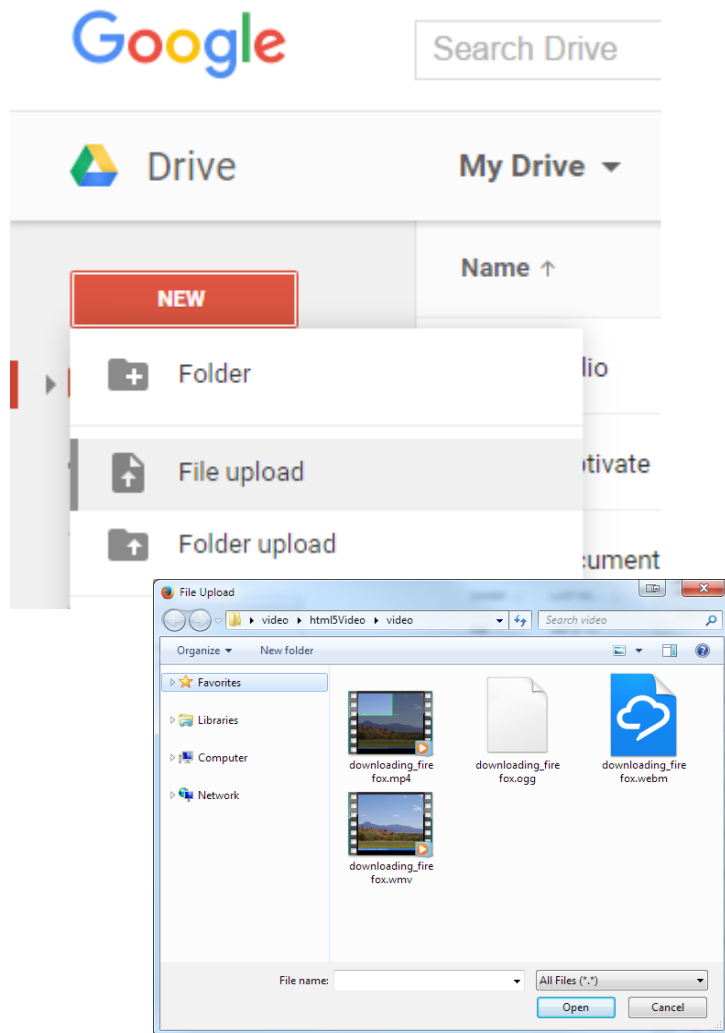 Google
Search Drive
Drive
My Drive
NEW
Name
Folder
lio
File upload
tivate
Folder upload
ument
File Upload
video html5Video video
Search video
Organize
New folder
Favorites
Libraries
Computer
Network
downloading_fire
fox.mp4
downloading_fire
fox.ogg
downloading_fire
fox.webm
downloading_fire
fox.wmv
File name:
All Files (*.*)
Open
Cancel